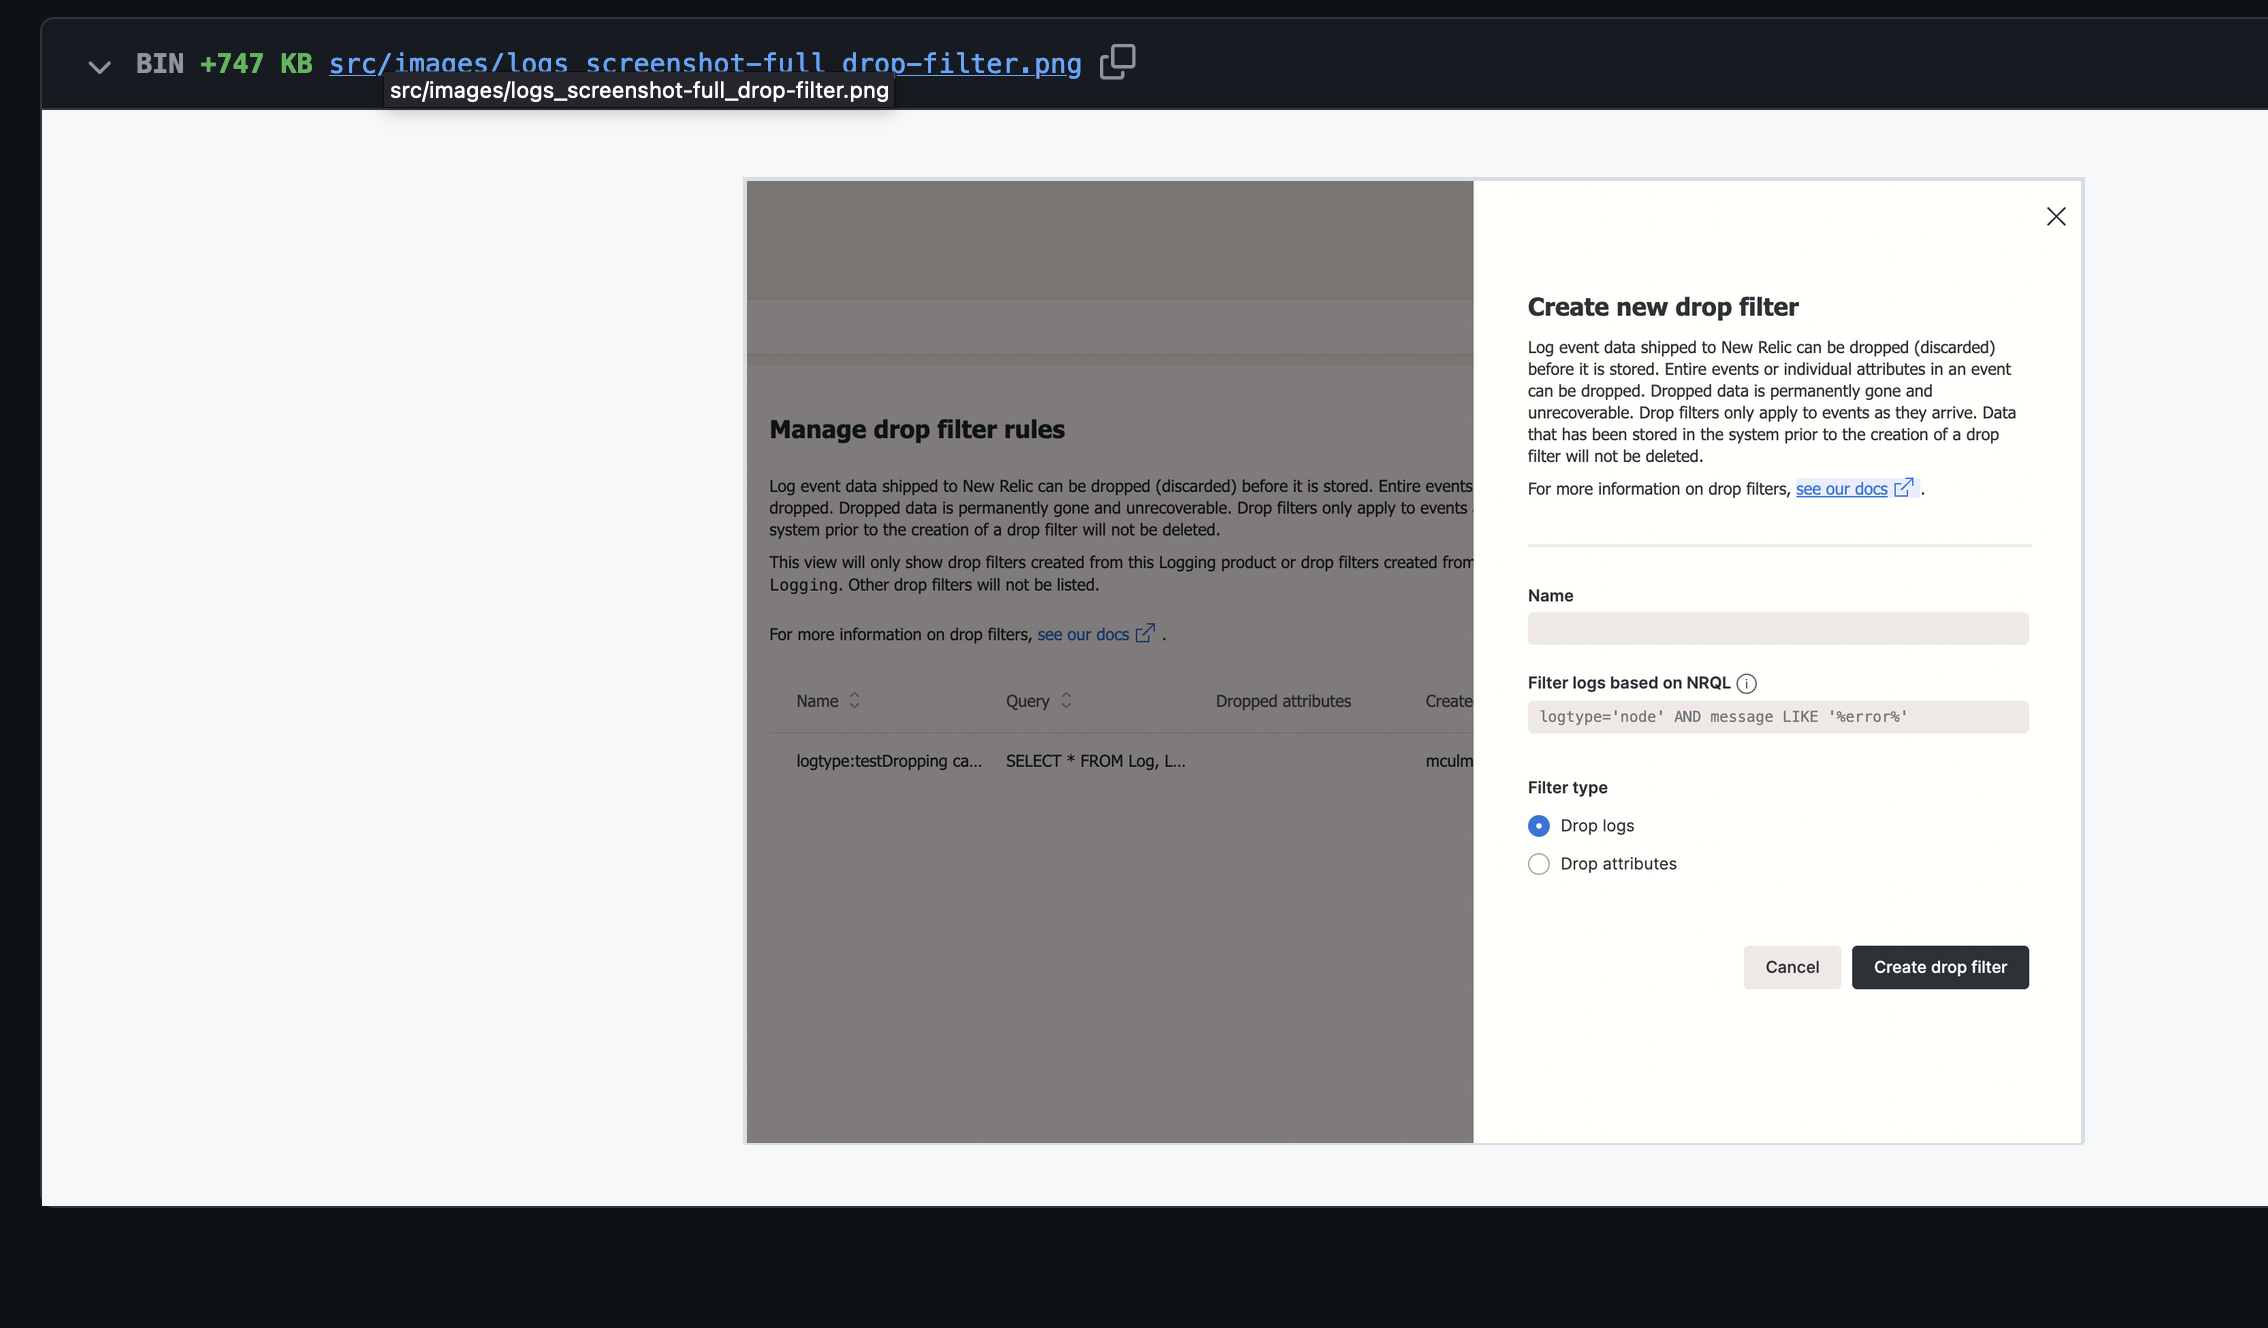 BIN +747 KB src/images/logs_screenshot-full_drop-filter.png
src/images/logs_screenshot-full_drop-filter.png
Manage drop filter rules
Log event data shipped to New Relic can be dropped (discarded) before it is stored. Entire events
dropped. Dropped data is permanently gone and unrecoverable. Drop filters only apply to events
system prior to the creation of a drop filter will not be deleted.
This view will only show drop filters created from this Logging product or drop filters created from
Logging. Other drop filters will not be listed.
For more information on drop filters, see our docs .
Name Query Dropped attributes Create
logtype:testDropping ca... SELECT * FROM Log, L... mculm
Create new drop filter
Log event data shipped to New Relic can be dropped (discarded)
before it is stored. Entire events or individual attributes in an event
can be dropped. Dropped data is permanently gone and
unrecoverable. Drop filters only apply to events as they arrive. Data
that has been stored in the system prior to the creation of a drop
filter will not be deleted.
For more information on drop filters, see our docs .
Name
Filter logs based on NRQL
logtype='node' AND message LIKE '%error%'
Filter type
Drop logs
Drop attributes
Cancel Create drop filter